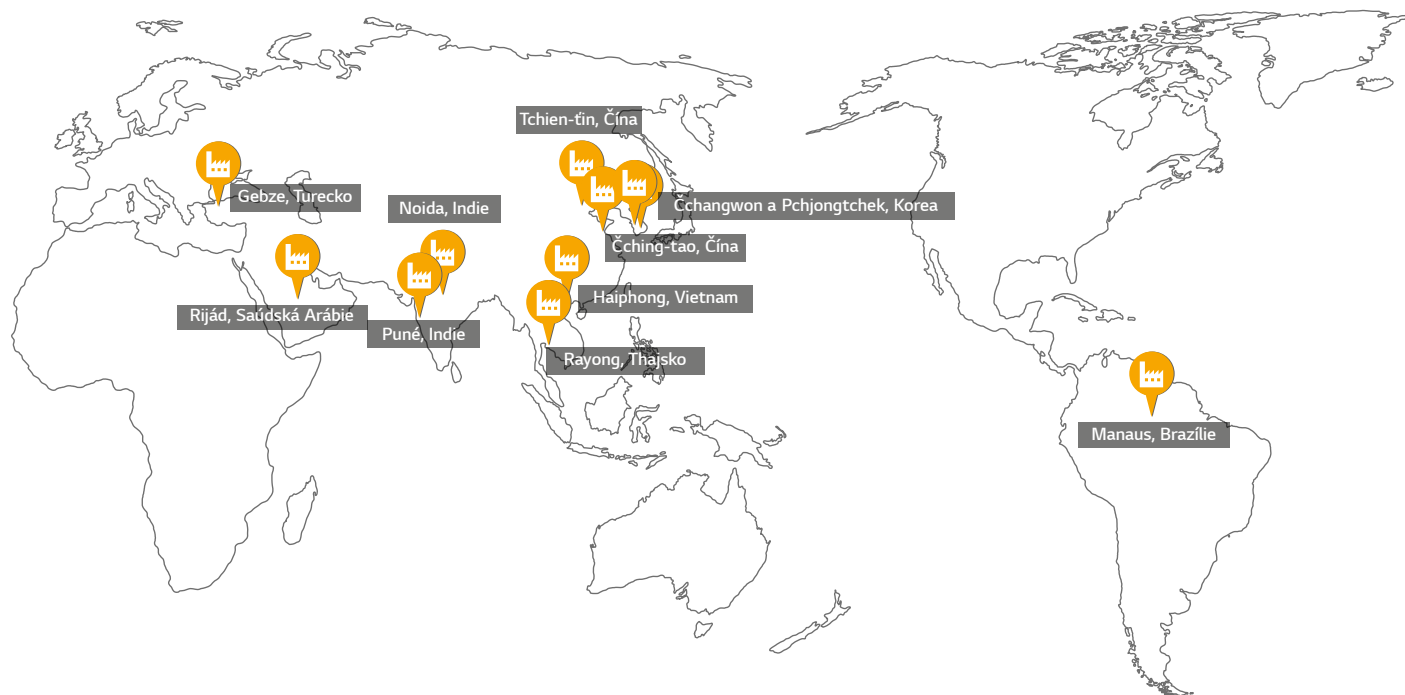 Tchien-ťin, Čína
Gebze, Turecko
Noida, Indie
Čchangwon a Pchjongtchek, Korea
Čching-tao, Čína
Haiphong, Vietnam
Rijád, Saúdská Arábie
Puné, Indie
Rayong, Thajsko
Manaus, Brazílie